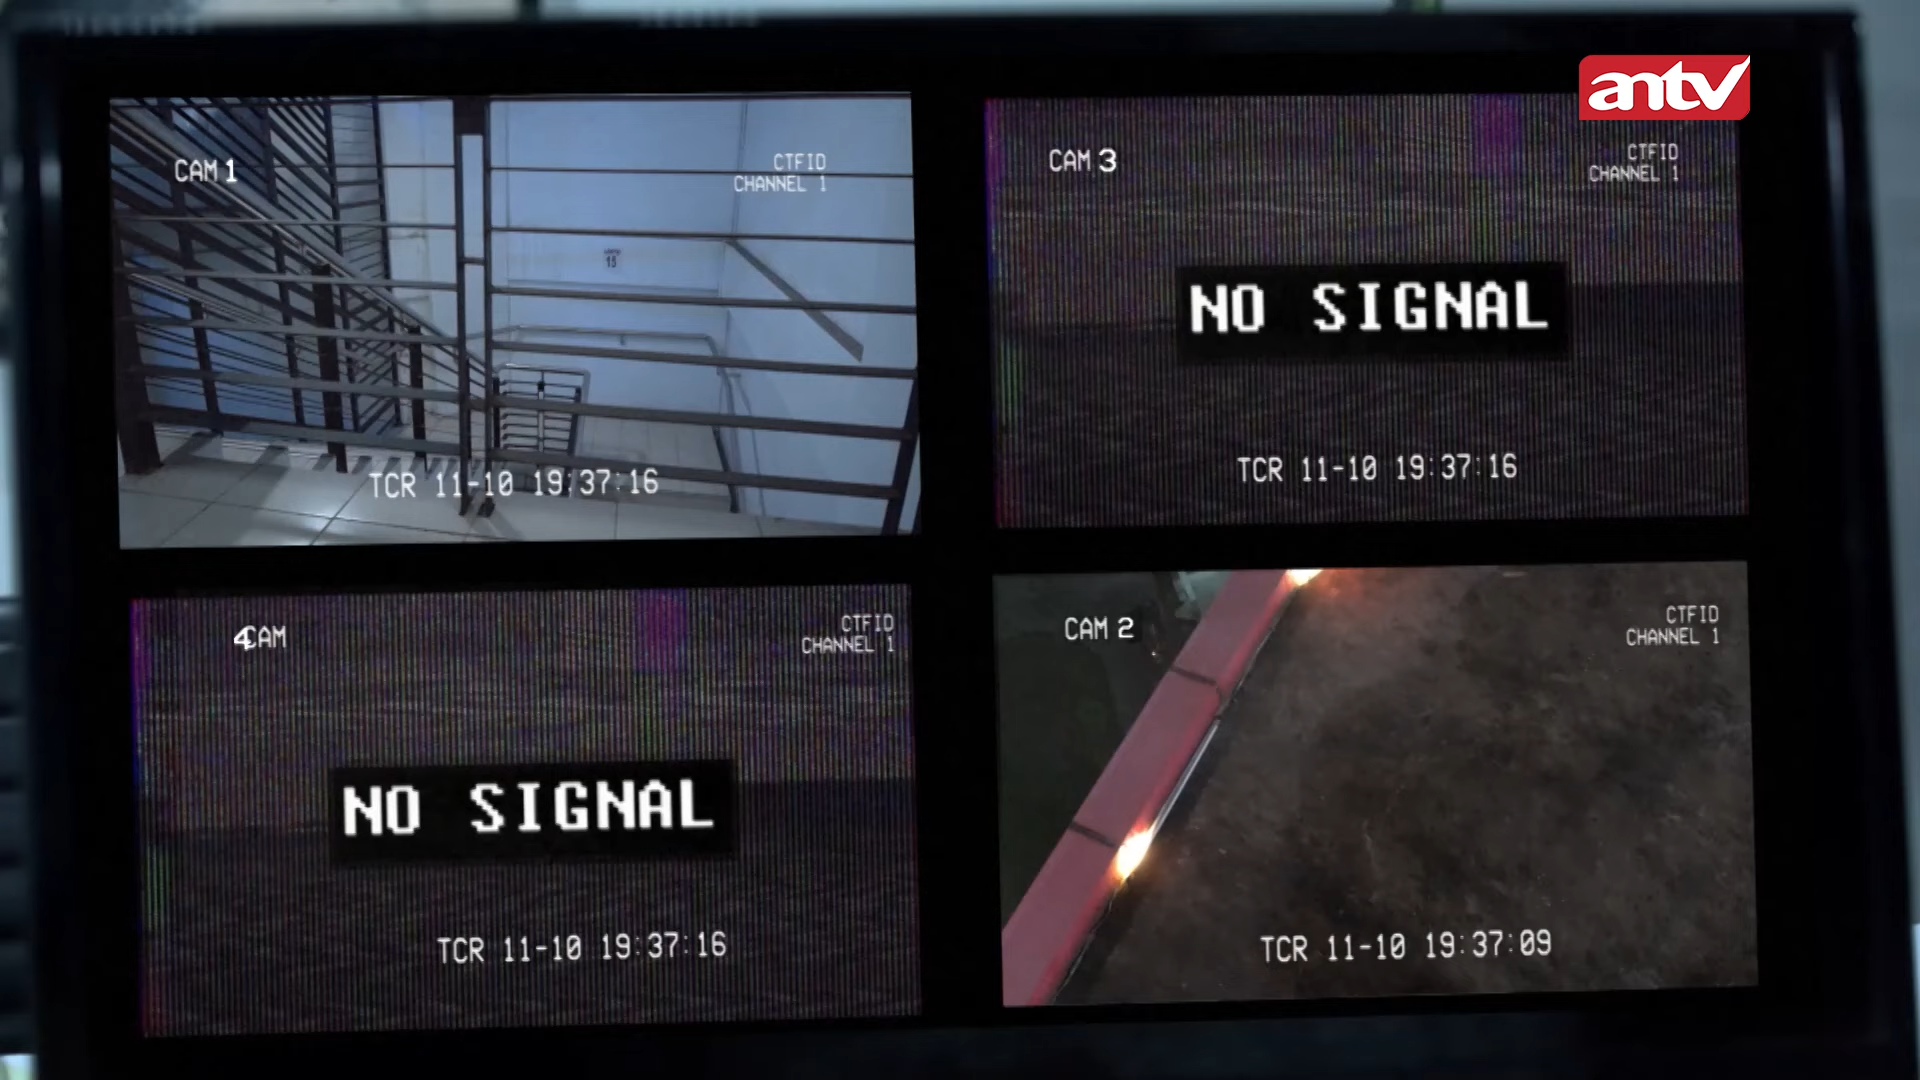 antv
CAM 1
CTFID
CHANNEL 1
15
TCR 11-10 19:37:16
CAM 3
CTFID
CHANNEL 1
NO SIGNAL
TCR 11-10 19:37:16
4CAM
CTFID
CHANNEL 1
NO SIGNAL
TCR 11-10 19:37:16
CAM 2
CTFID
CHANNEL 1
TCR 11-10 19:37:09